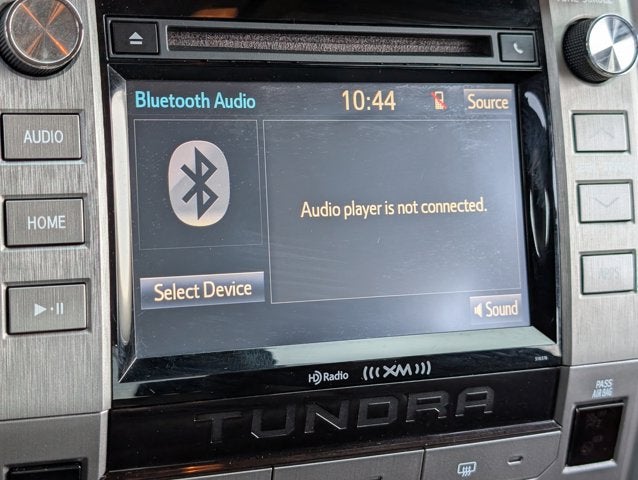 Bluetooth Audio
10:44
Source
AUDIO
HOME
Audio player is not connected.
Select Device
Sound
APPS
HD Radio
XM
TUNDRA
PASS
AIR BAG